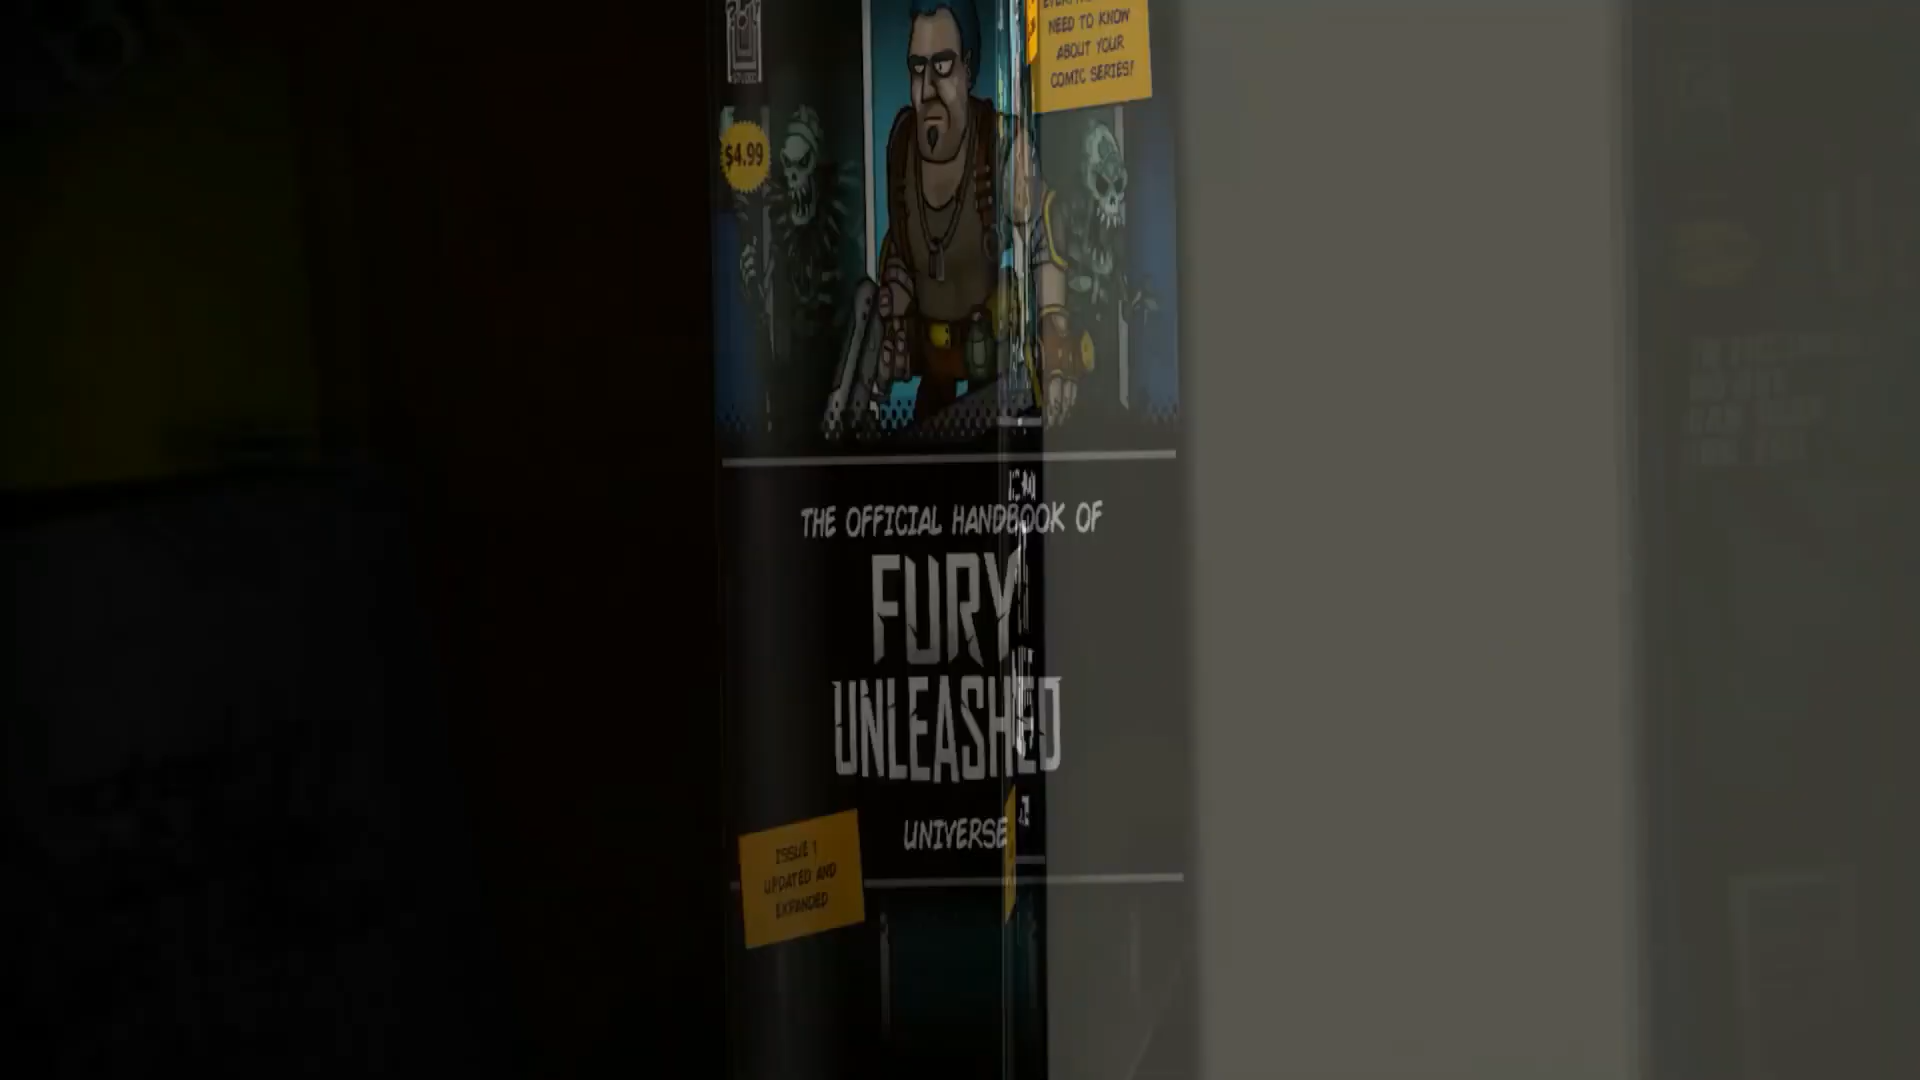 NEED TO KNOW
ABOUT YOUR
COMIC SERIES!
$4.99
THE OFFICIAL HANDBOOK OF
FURY
UNLEASHED
UNIVERSE
ISSUE 1
UPDATED AND
EXPANDED